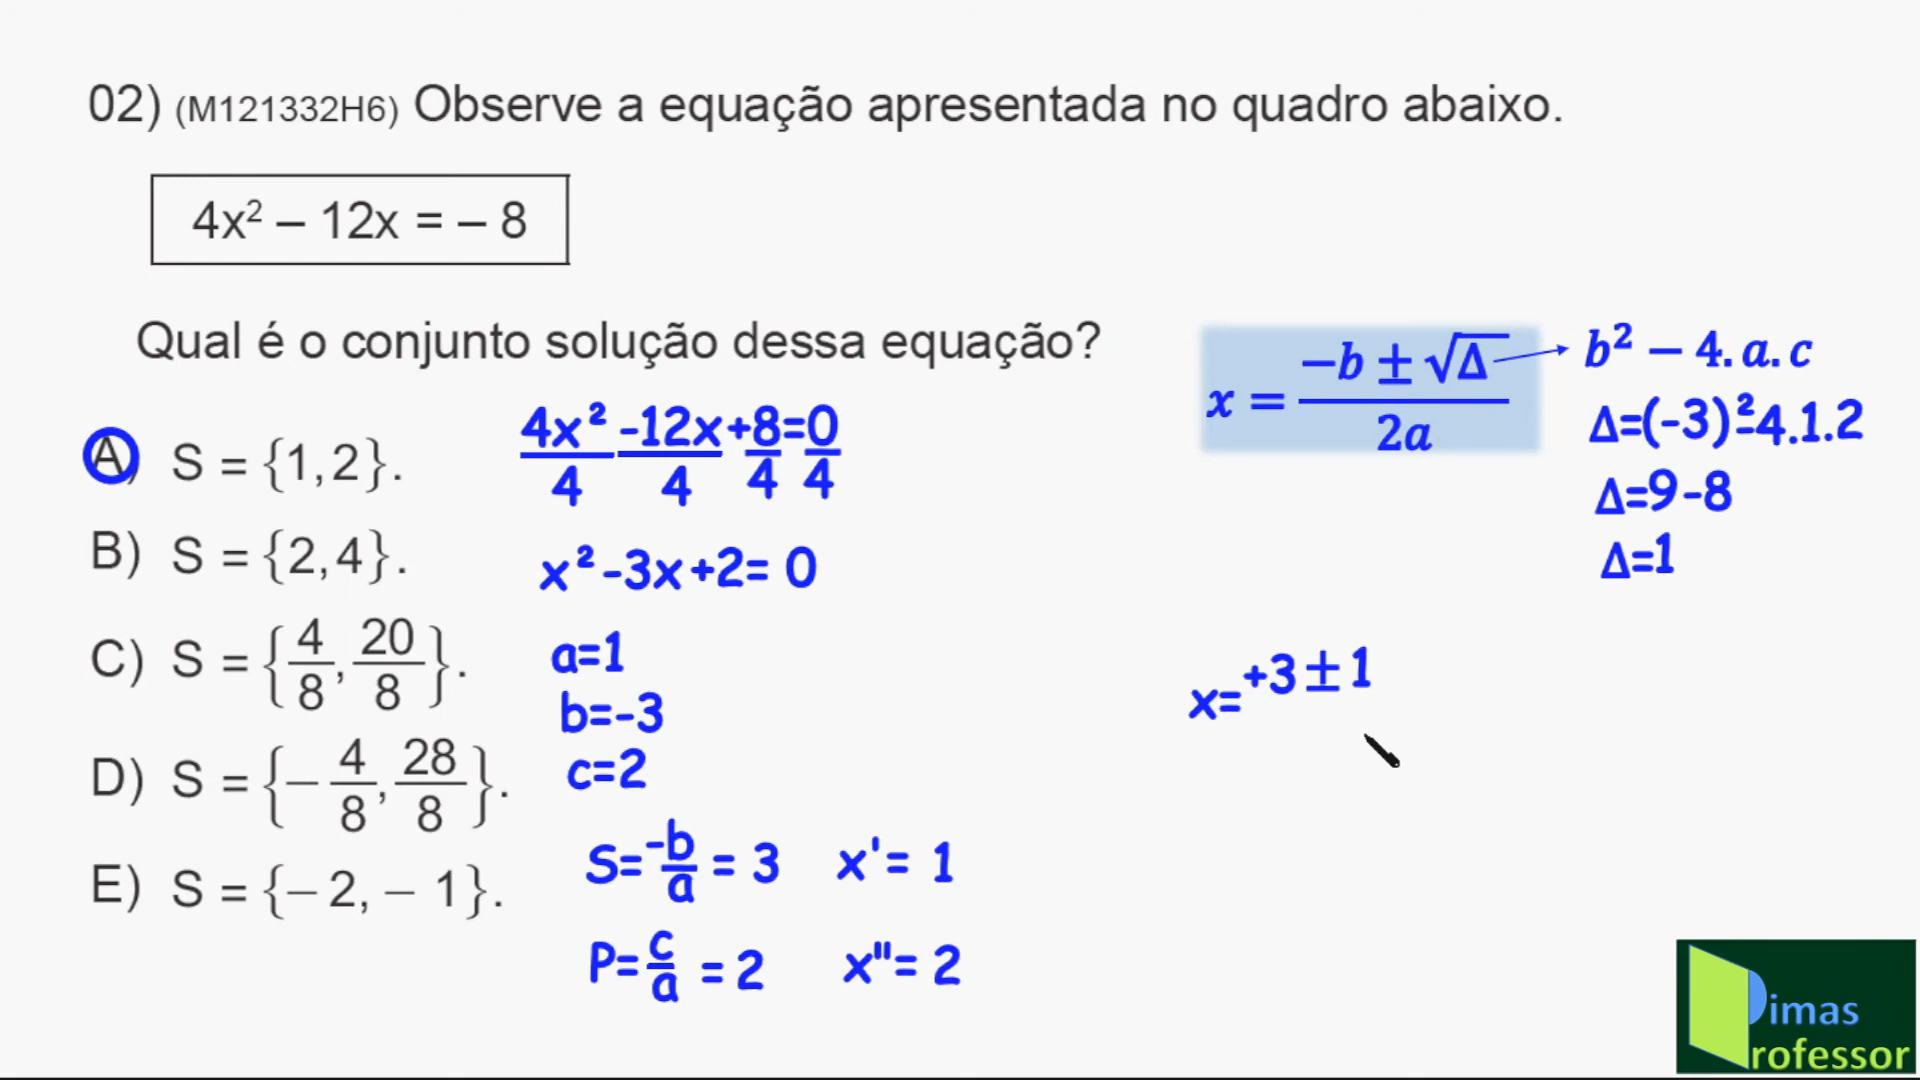 02) (M121332H6) Observe a equação apresentada no quadro abaixo.
4x² – 12x = – 8
Qual é o conjunto solução dessa equação?
A) S = {1, 2}.
B) S = {2, 4}.
C) S = {4/8, 20/8}.
D) S = {– 4/8, 28/8}.
E) S = {– 2, – 1}.
4x²/4 -12x/4 +8/4=0/4
x²-3x+2= 0
a=1
b=-3
c=2
S=-b/a = 3 x'= 1
P=c/a = 2 x"= 2
x = (−b ± √Δ)/2a
b² − 4.a.c
Δ=(-3)²-4.1.2
Δ=9-8
Δ=1
x=+3 ± 1
Dimas
Professor